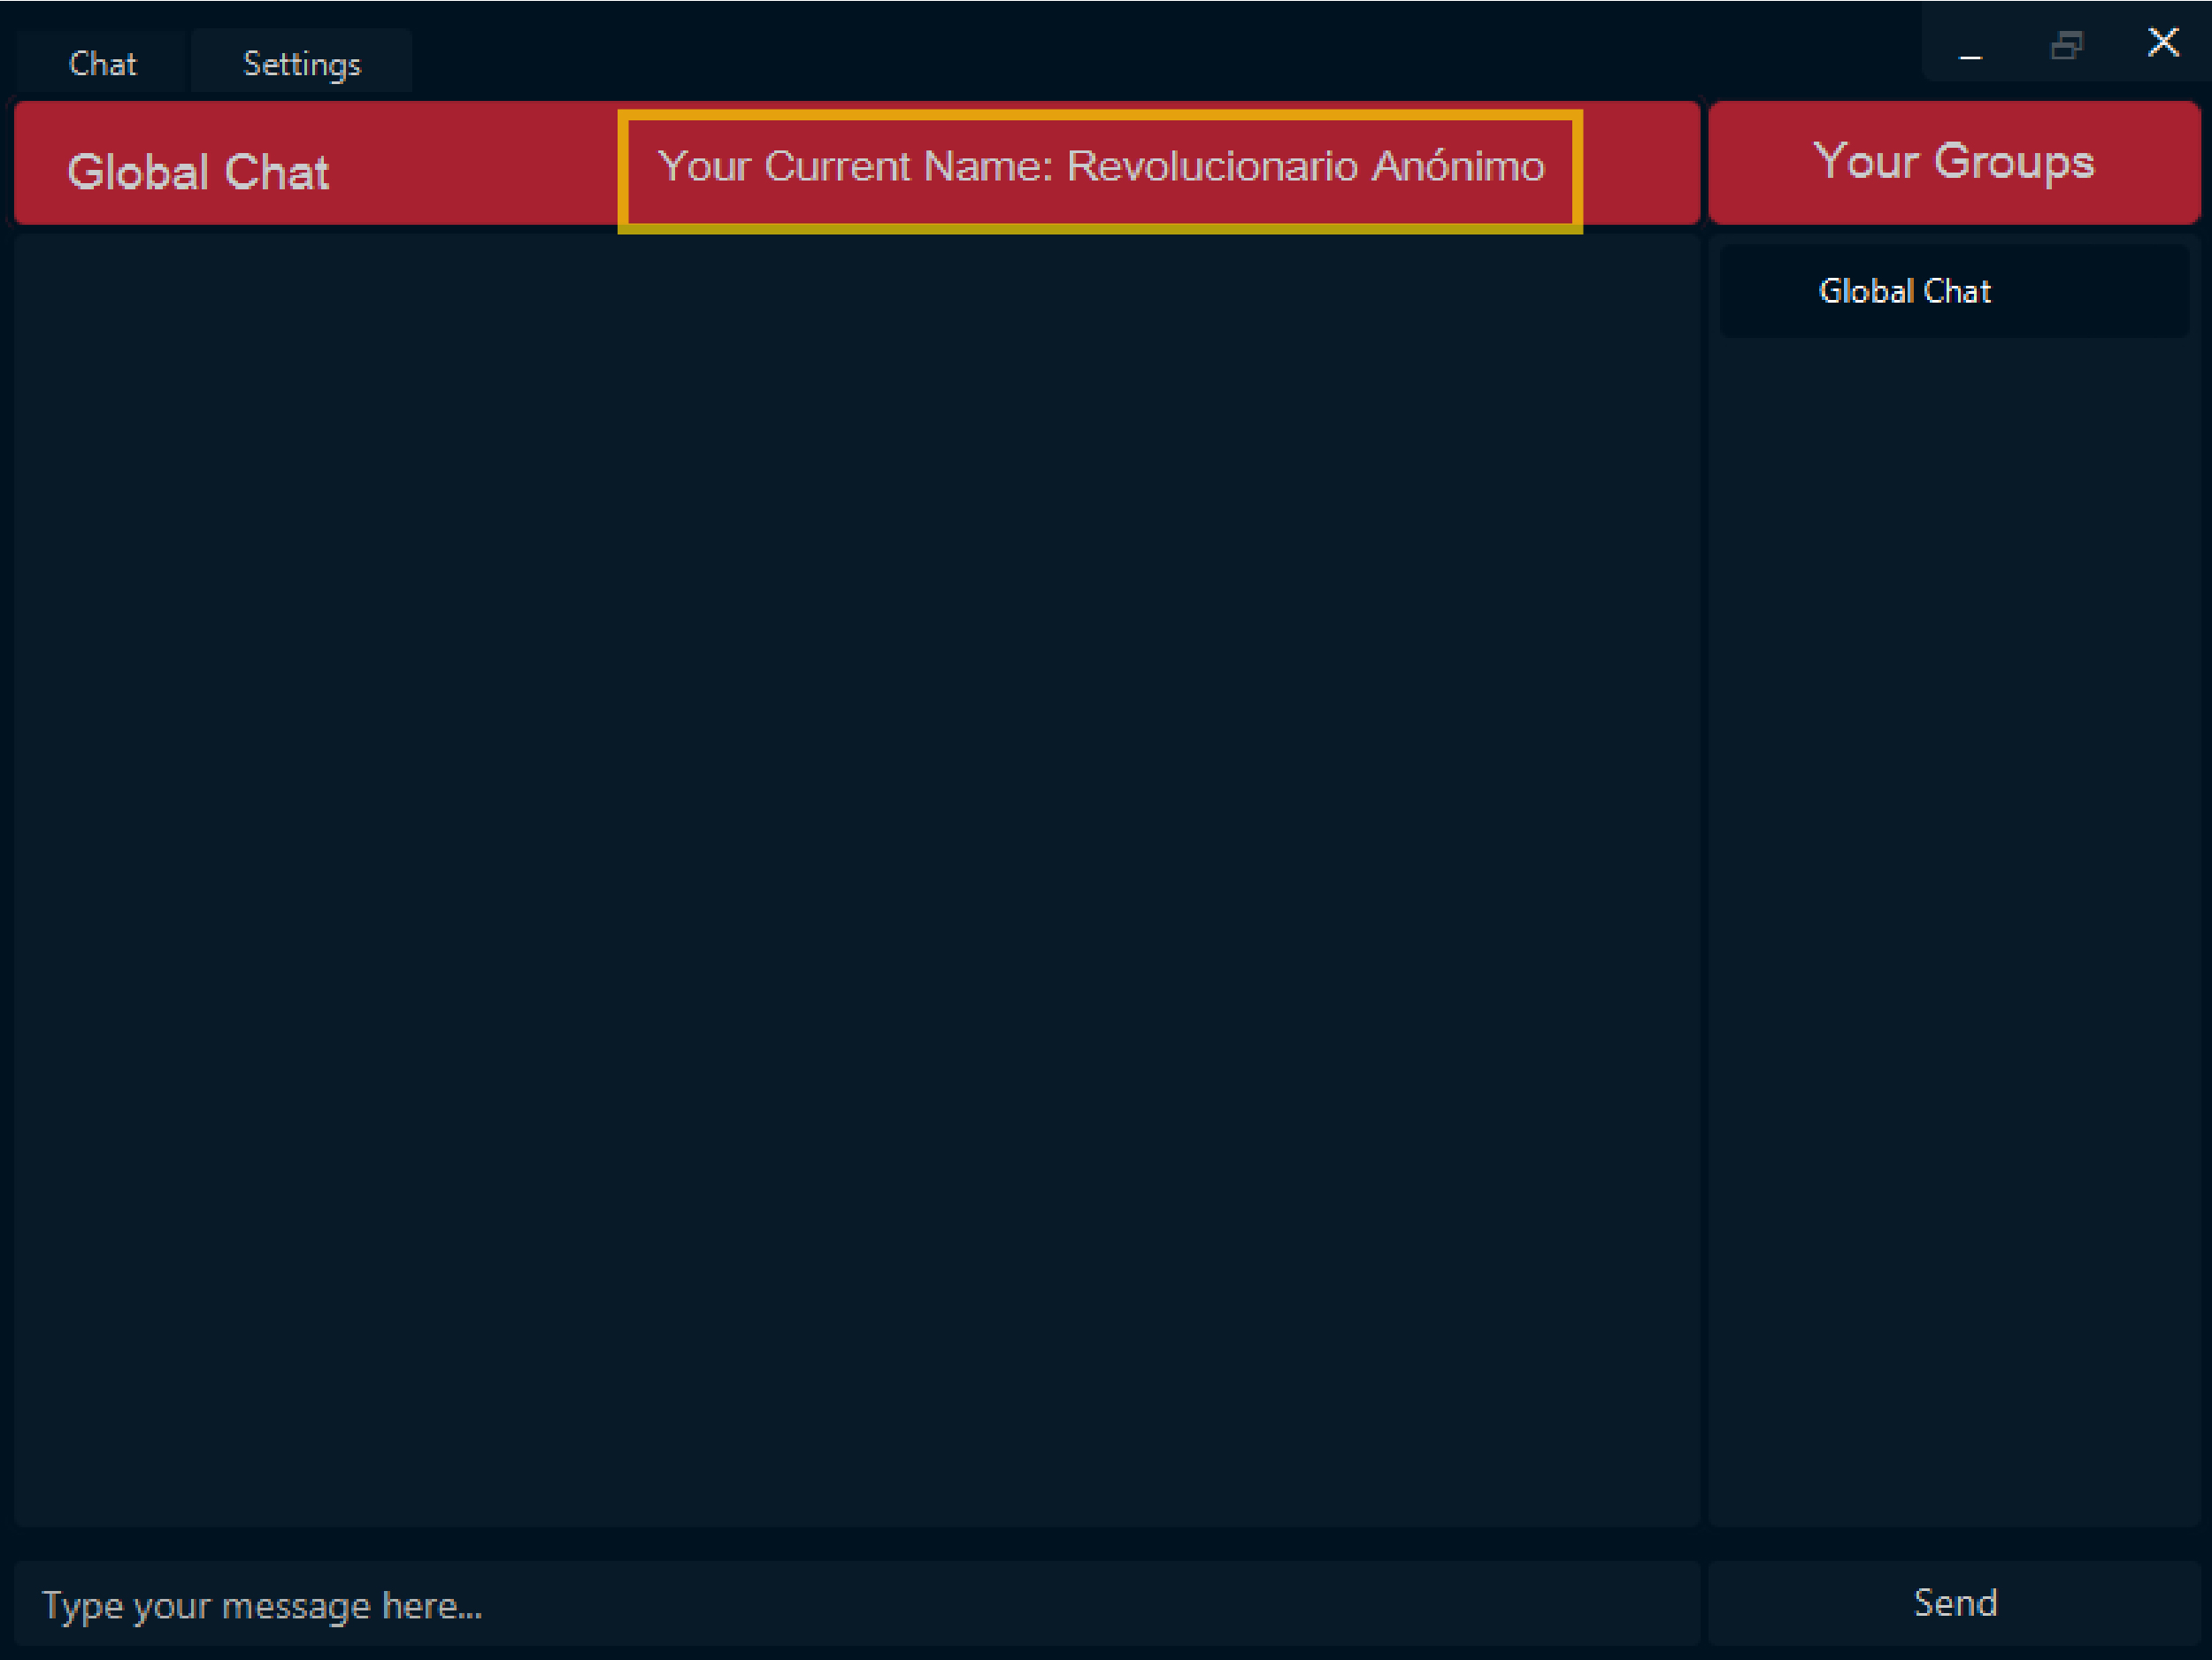 Chat
Settings
Global Chat
Your Current Name: Revolucionario Anónimo
Your Groups
Global Chat
Type your message here...
Send